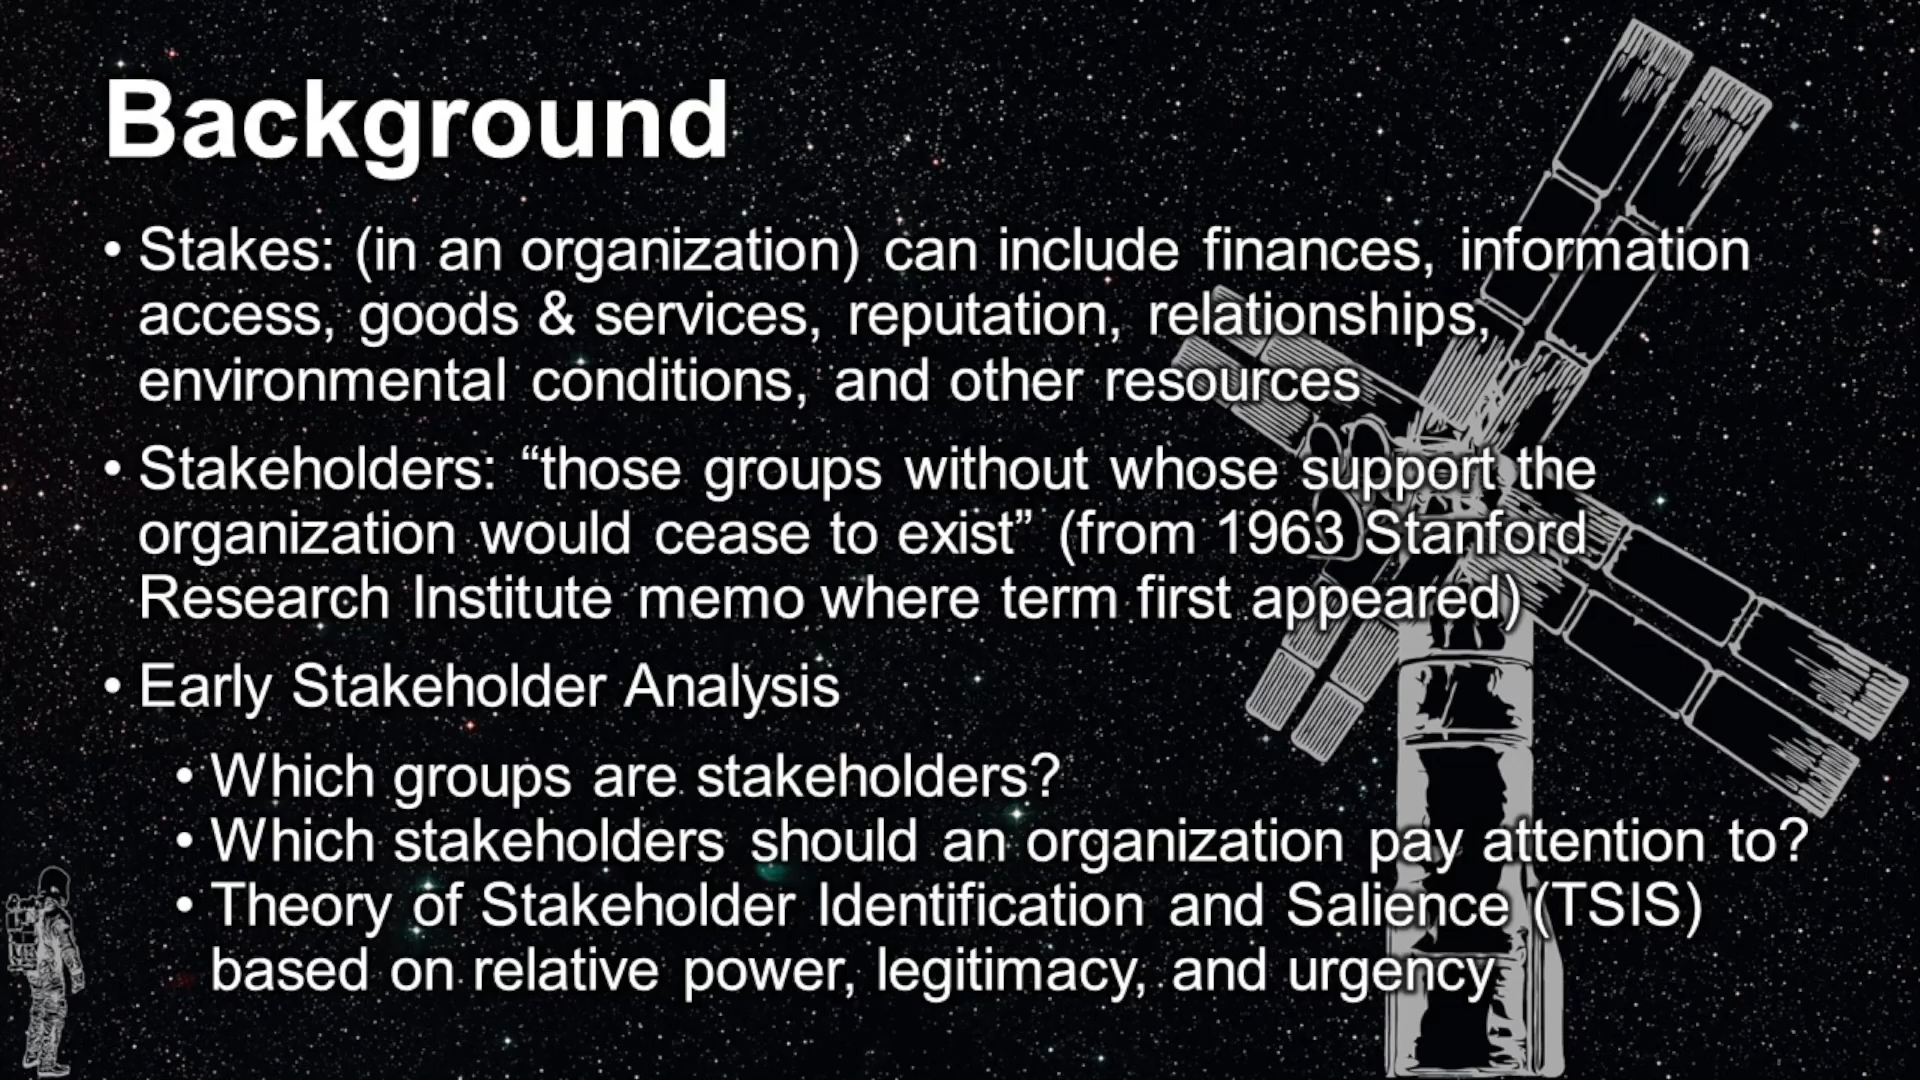 Background
• Stakes: (in an organization) can include finances, information
access, goods & services, reputation, relationships,
environmental conditions, and other resources
• Stakeholders: “those groups without whose support the
organization would cease to exist” (from 1963 Stanford
Research Institute memo where term first appeared)
• Early Stakeholder Analysis
• Which groups are stakeholders?
• Which stakeholders should an organization pay attention to?
• Theory of Stakeholder Identification and Salience (TSIS)
based on relative power, legitimacy, and urgency